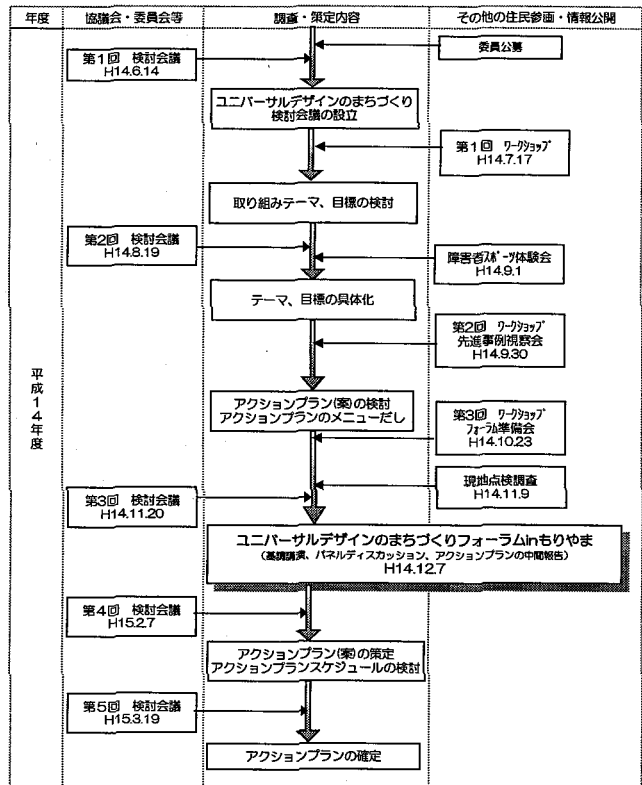 年度
協議会・委員会等
調査・策定内容
その他の住民参画・情報公開
委員公募
第1回 検討会議
H14.6.14
ユニバーサルデザインのまちづくり
検討会議の設立
第1回 ワークショップ
H14.7.17
取り組みテーマ、目標の検討
第2回 検討会議
H14.8.19
障害者スポーツ体験会
H14.9.1
テーマ、目標の具体化
第2回 ワークショップ
先進事例視察会
H14.9.30
平成14年度
アクションプラン(案)の検討
アクションプランのメニューだし
第3回 ワークショップ
フォーラム準備会
H14.10.23
現地点検調査
H14.11.9
第3回 検討会議
H14.11.20
ユニバーサルデザインのまちづくりフォーラムinもりやま
(基調講演、パネルディスカッション、アクションプランの中間報告)
H14.12.7
第4回 検討会議
H15.2.7
アクションプラン(案)の策定
アクションプランスケジュールの検討
第5回 検討会議
H15.3.19
アクションプランの確定